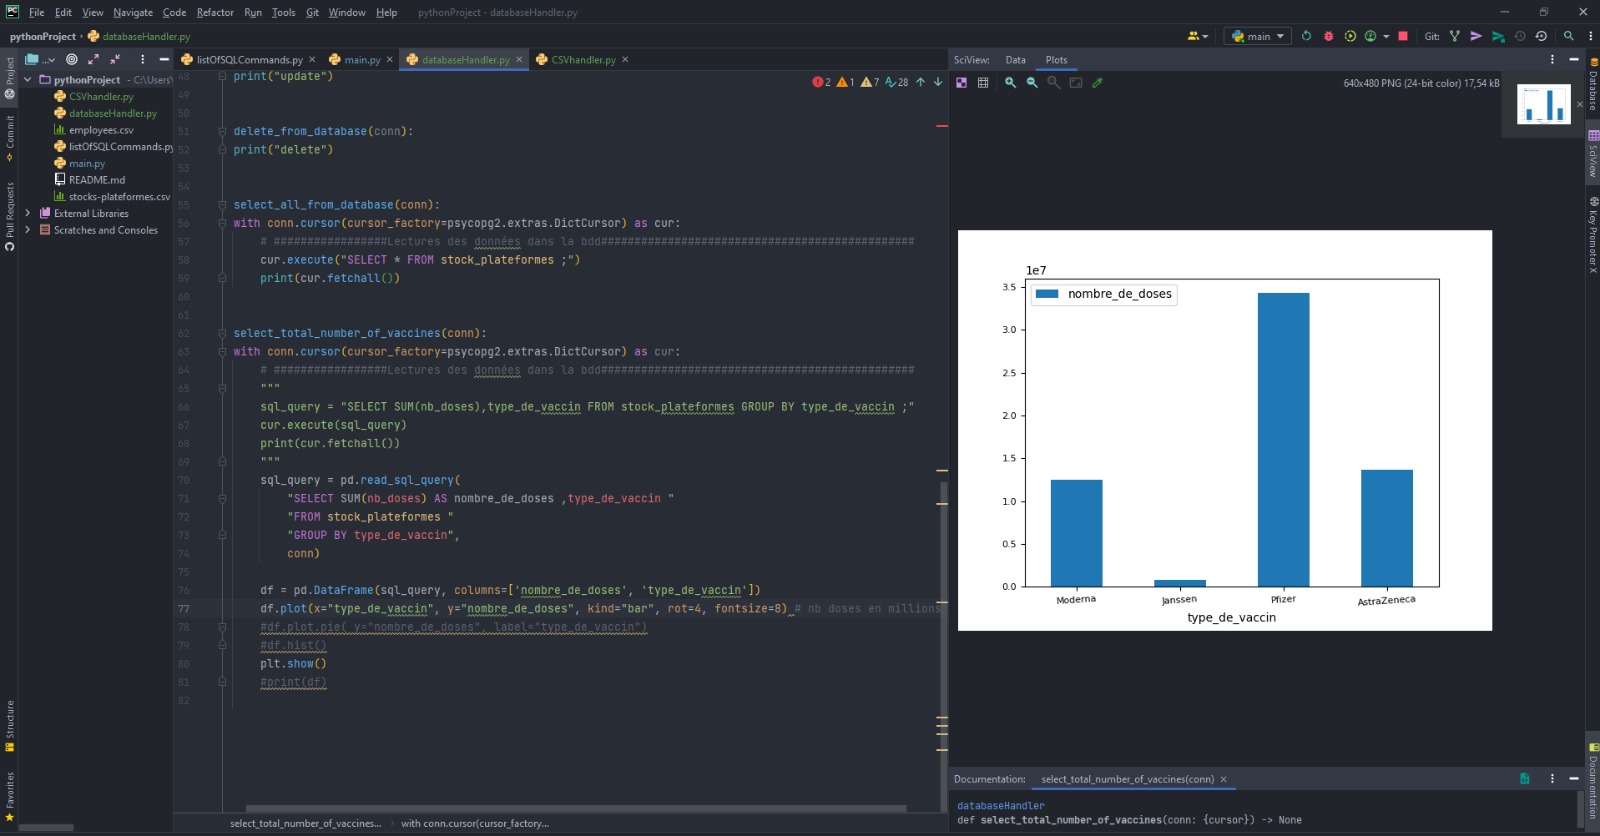 File Edit View Navigate Code Refactor Run Tools Git Window Help pythonProject - databaseHandler.py
pythonProject › databaseHandler.py
main
Git:
Project
Commit
Pull Requests
Structure
Favorites
pythonProject - C:\Users\
CSVhandler.py
databaseHandler.py
employees.csv
listOfSQLCommands.py
main.py
README.md
stocks-plateformes.csv
External Libraries
Scratches and Consoles
listOfSQLCommands.py
main.py
databaseHandler.py
CSVhandler.py
2 1 7 28
48 print("update")
49
50
51 delete_from_database(conn):
52 print("delete")
53
54
55 select_all_from_database(conn):
56 with conn.cursor(cursor_factory=psycopg2.extras.DictCursor) as cur:
57 # #################Lectures des données dans la bdd###############################################
58 cur.execute("SELECT * FROM stock_plateformes ;")
59 print(cur.fetchall())
60
61
62 select_total_number_of_vaccines(conn):
63 with conn.cursor(cursor_factory=psycopg2.extras.DictCursor) as cur:
64 # #################Lectures des données dans la bdd###############################################
65 """
66 sql_query = "SELECT SUM(nb_doses),type_de_vaccin FROM stock_plateformes GROUP BY type_de_vaccin ;"
67 cur.execute(sql_query)
68 print(cur.fetchall())
69 """
70 sql_query = pd.read_sql_query(
71 "SELECT SUM(nb_doses) AS nombre_de_doses ,type_de_vaccin "
72 "FROM stock_plateformes "
73 "GROUP BY type_de_vaccin",
74 conn)
75
76 df = pd.DataFrame(sql_query, columns=['nombre_de_doses', 'type_de_vaccin'])
77 df.plot(x="type_de_vaccin", y="nombre_de_doses", kind="bar", rot=4, fontsize=8) # nb doses en millions
78 #df.plot.pie( y="nombre_de_doses", label="type_de_vaccin")
79 #df.hist()
80 plt.show()
81 #print(df)
82
select_total_number_of_vaccines... › with conn.cursor(cursor_factory...
SciView: Data Plots
640x480 PNG (24-bit color) 17,54 kB
1e7
nombre_de_doses
3.5
3.0
2.5
2.0
1.5
1.0
0.5
0.0
Moderna Janssen Pfizer AstraZeneca
type_de_vaccin
Documentation: select_total_number_of_vaccines(conn)
databaseHandler
def select_total_number_of_vaccines(conn: {cursor}) -> None
Database
SciView
Key Promoter X
Documentation